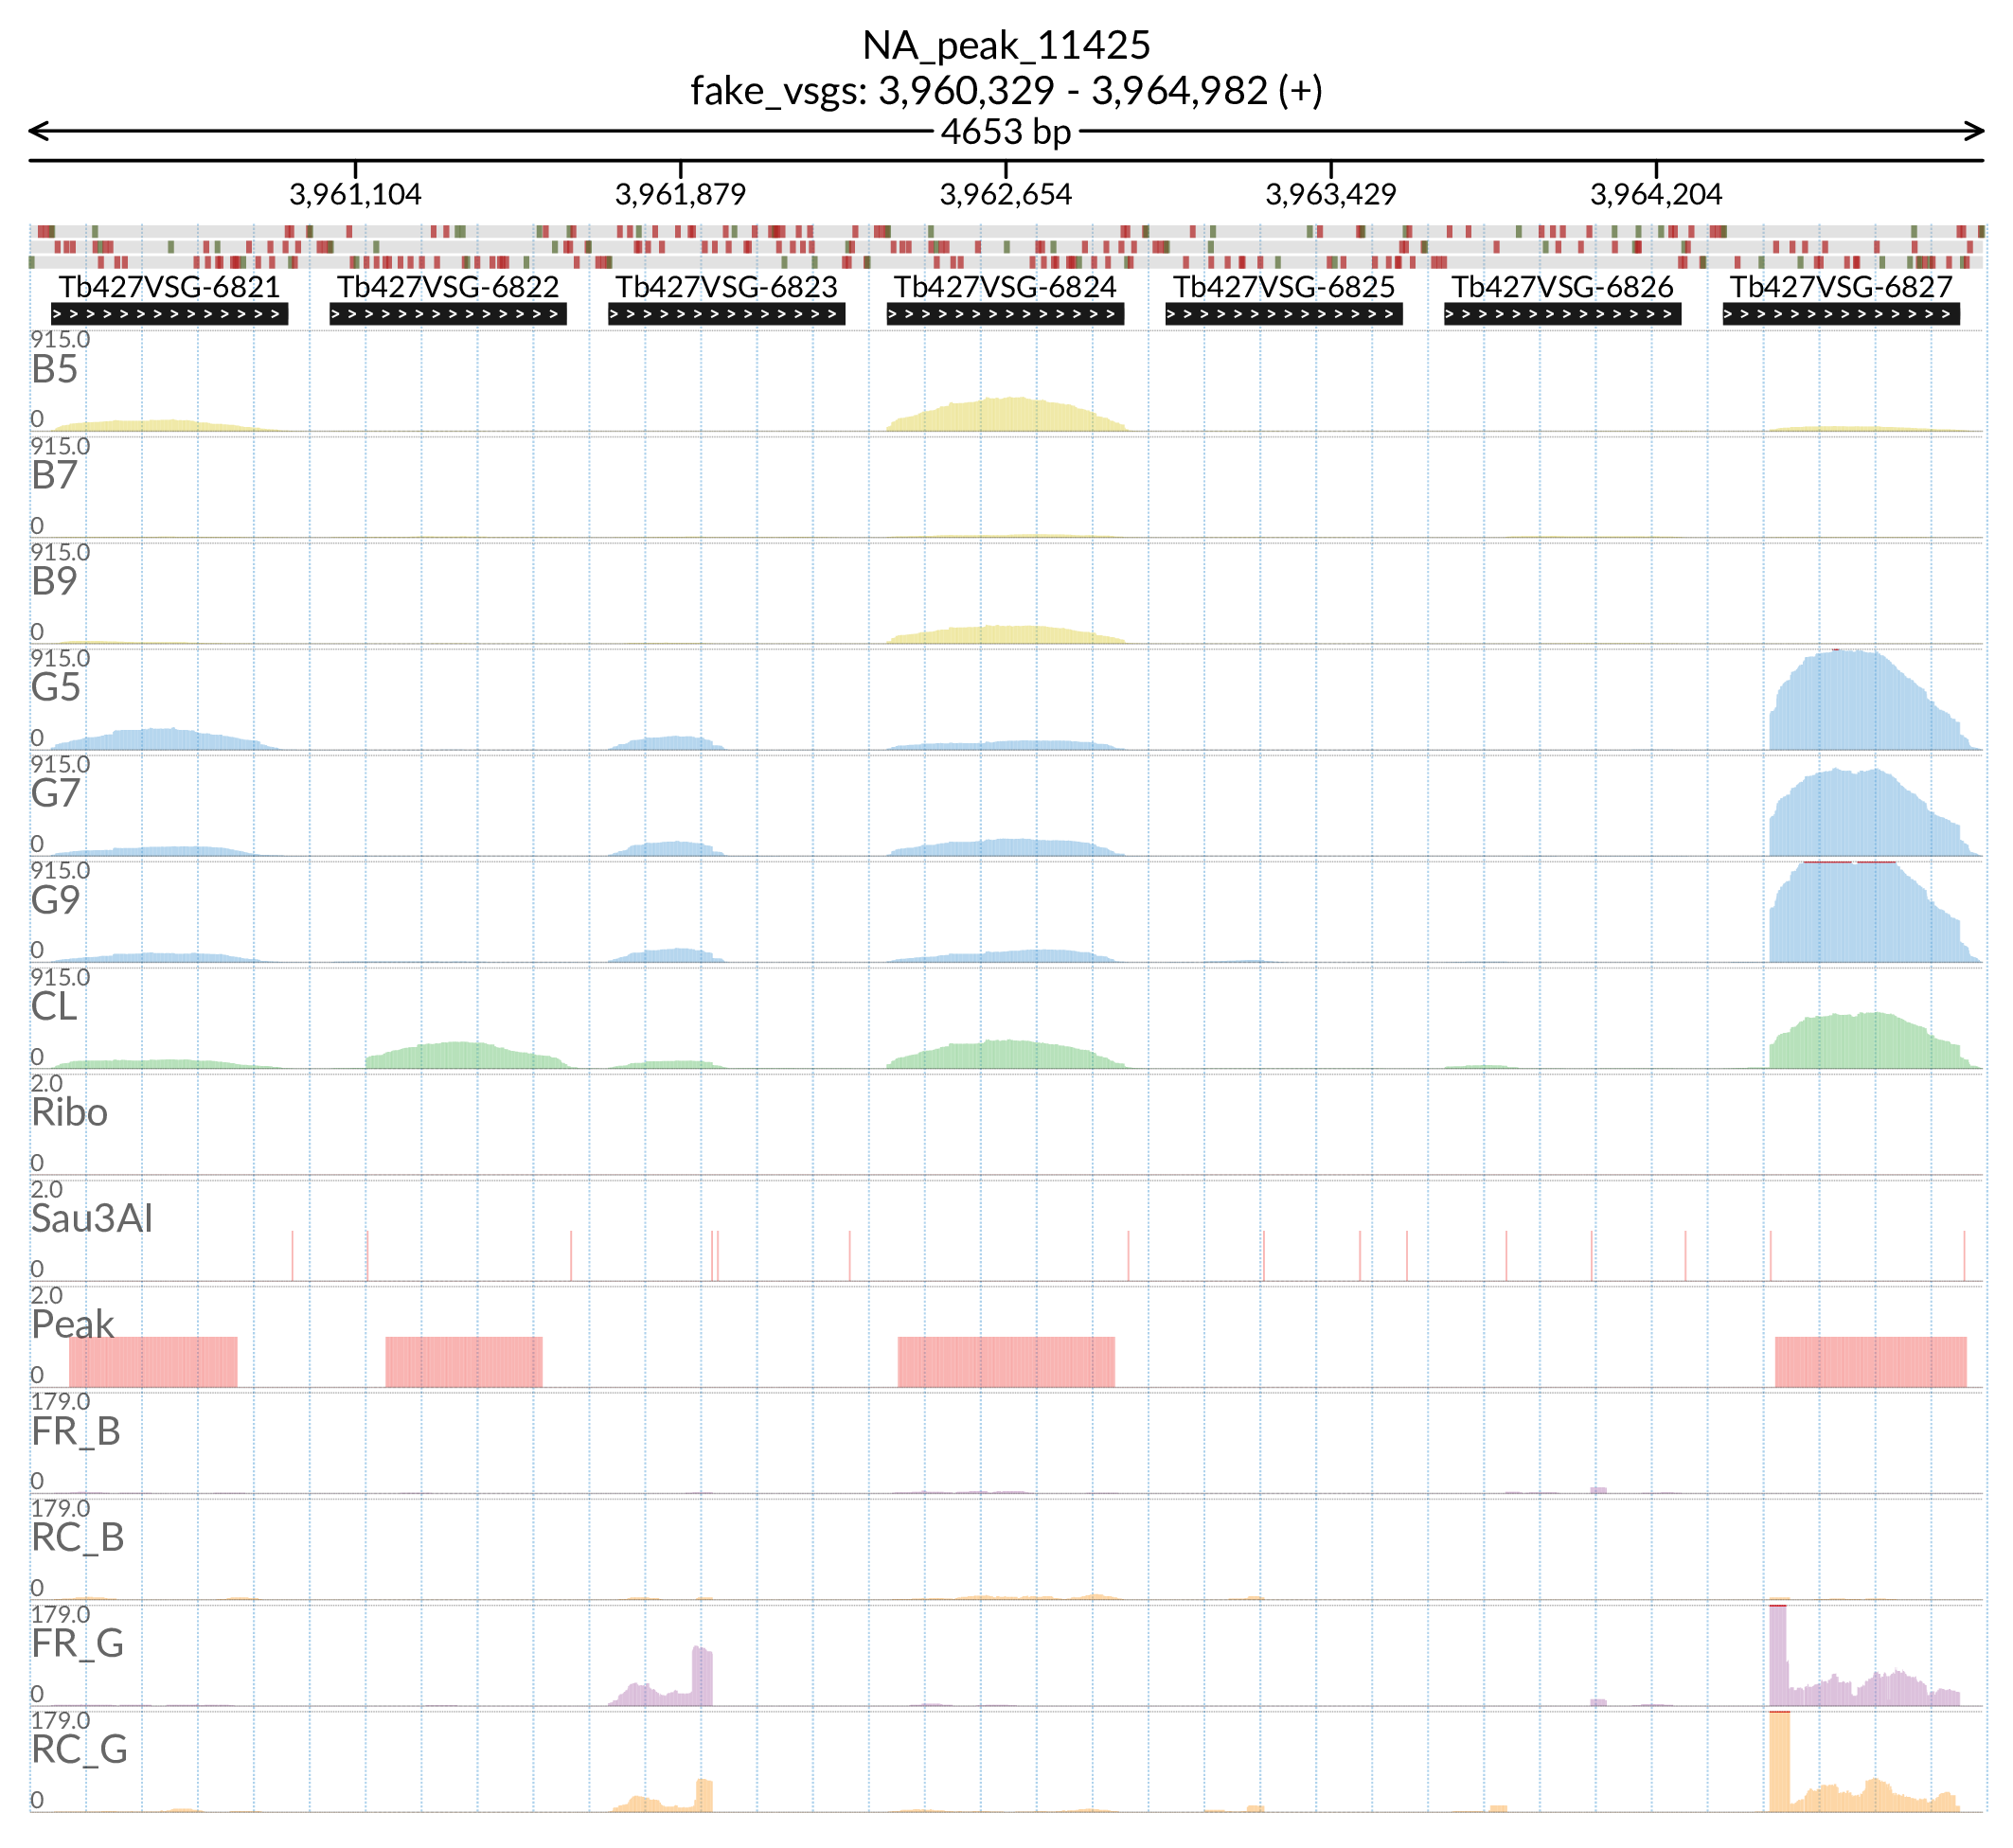 NA_peak_11425
fake_vsgs: 3,960,329 - 3,964,982 (+)
4653 bp
3,961,104 3,961,879 3,962,654 3,963,429 3,964,204
Tb427VSG-6821 Tb427VSG-6822 Tb427VSG-6823 Tb427VSG-6824 Tb427VSG-6825 Tb427VSG-6826 Tb427VSG-6827
915.0
B5
0
915.0
B7
0
915.0
B9
0
915.0
G5
0
915.0
G7
0
915.0
G9
0
915.0
CL
0
2.0
Ribo
0
2.0
Sau3AI
0
2.0
Peak
0
179.0
FR_B
0
179.0
RC_B
0
179.0
FR_G
0
179.0
RC_G
0